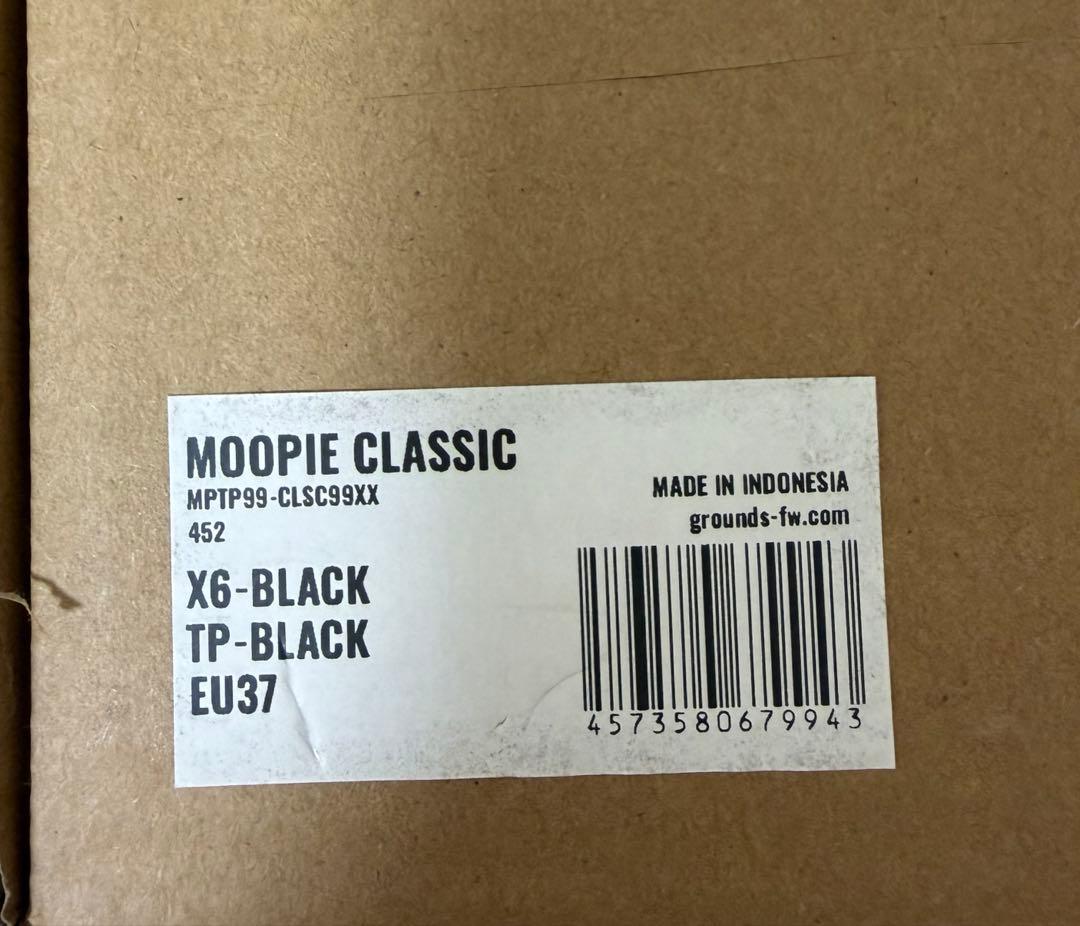 MOOPIE CLASSIC
MPTP99-CLSC99XX
452
X6-BLACK
TP-BLACK
EU37
MADE IN INDONESIA
grounds-fw.com
4573580679943